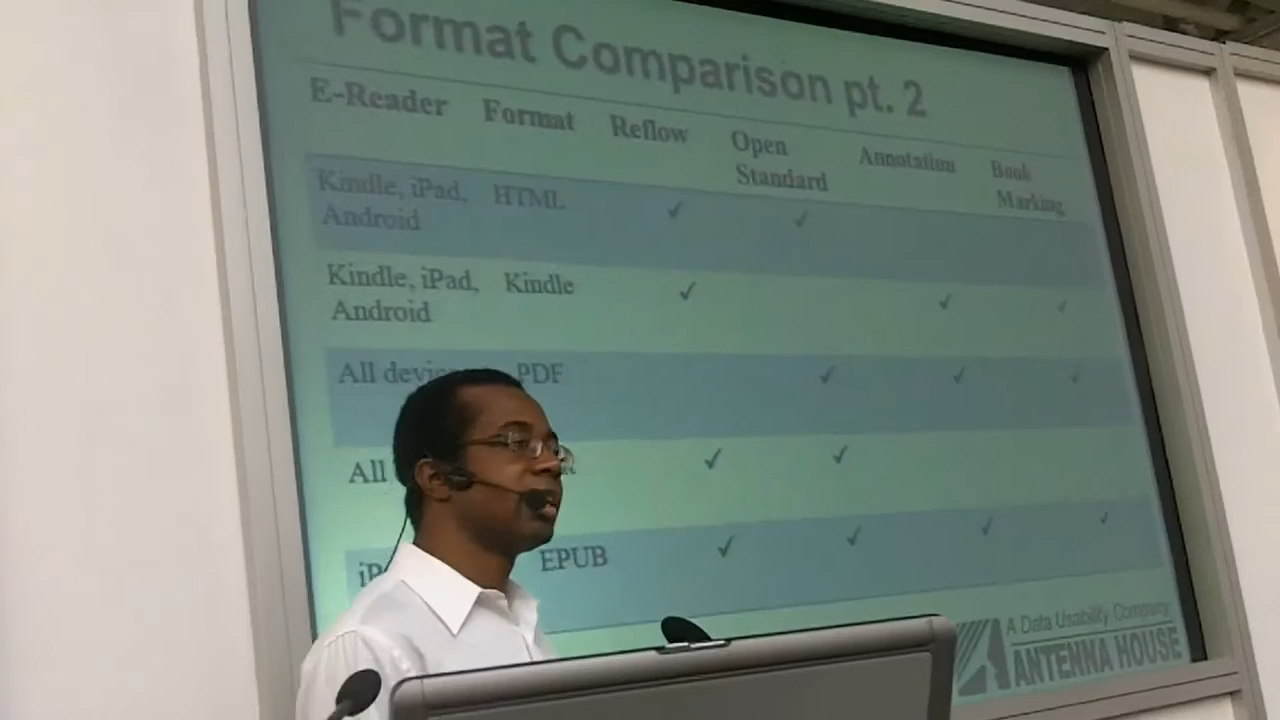 Format Comparison pt. 2
E-Reader Format Reflow Open Standard Annotation Book Marking
Kindle, iPad, Android HTML ✓ ✓
Kindle, iPad, Android Kindle ✓ ✓ ✓
All PDF ✓ ✓ ✓
All ✓ ✓
EPUB ✓ ✓ ✓ ✓
A Data Usability Company
ANTENNA HOUSE